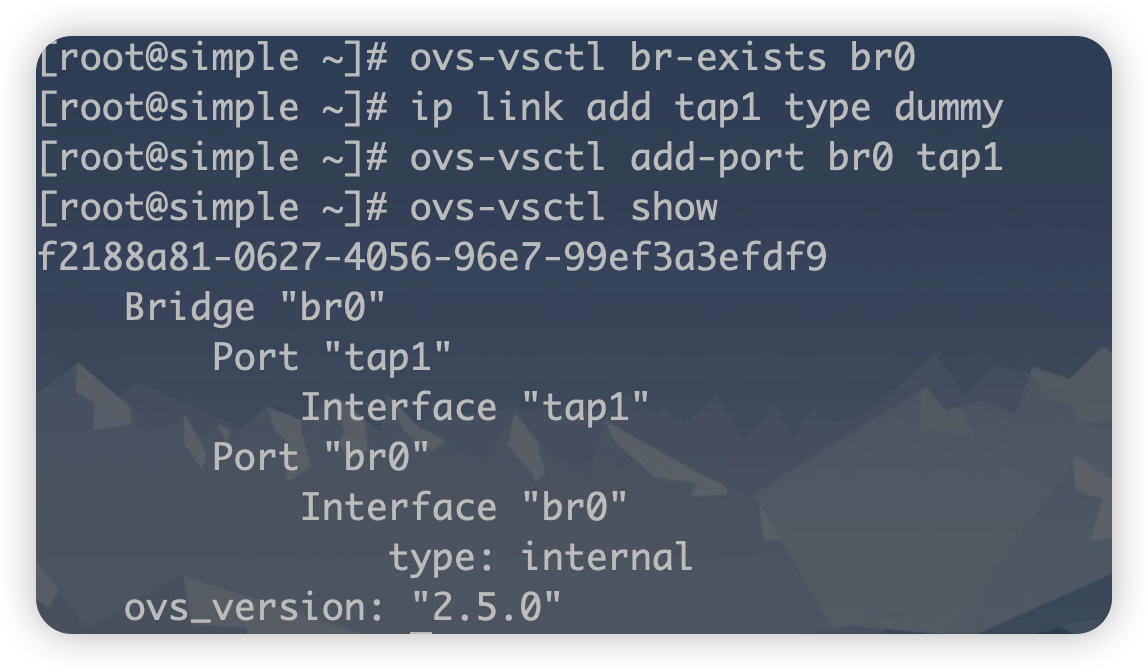 [root@simple ~]# ovs-vsctl br-exists br0
[root@simple ~]# ip link add tap1 type dummy
[root@simple ~]# ovs-vsctl add-port br0 tap1
[root@simple ~]# ovs-vsctl show
f2188a81-0627-4056-96e7-99ef3a3efdf9
    Bridge "br0"
        Port "tap1"
            Interface "tap1"
        Port "br0"
            Interface "br0"
                type: internal
    ovs_version: "2.5.0"